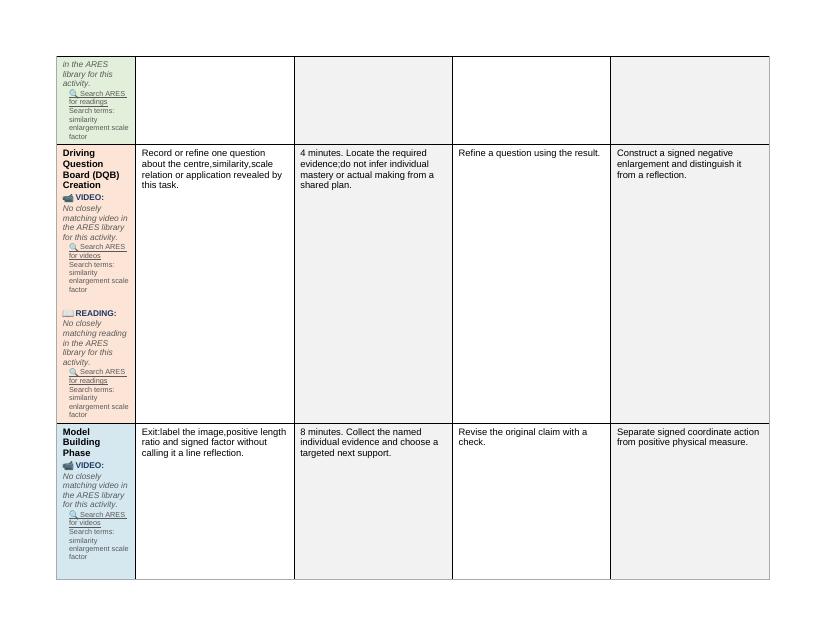 in the ARES
library for this
activity.
🔍 Search ARES
for readings
Search terms:
similarity
enlargement scale
factor
Driving
Question
Board (DQB)
Creation
📹 VIDEO:
No closely
matching video in
the ARES library
for this activity.
🔍 Search ARES
for videos
Search terms:
similarity
enlargement scale
factor
📖 READING:
No closely
matching reading
in the ARES
library for this
activity.
🔍 Search ARES
for readings
Search terms:
similarity
enlargement scale
factor
Record or refine one question
about the centre,similarity,scale
relation or application revealed by
this task.
4 minutes. Locate the required
evidence;do not infer individual
mastery or actual making from a
shared plan.
Refine a question using the result.
Construct a signed negative
enlargement and distinguish it
from a reflection.
Model
Building
Phase
📹 VIDEO:
No closely
matching video in
the ARES library
for this activity.
🔍 Search ARES
for videos
Search terms:
similarity
enlargement scale
factor
Exit:label the image,positive length
ratio and signed factor without
calling it a line reflection.
8 minutes. Collect the named
individual evidence and choose a
targeted next support.
Revise the original claim with a
check.
Separate signed coordinate action
from positive physical measure.